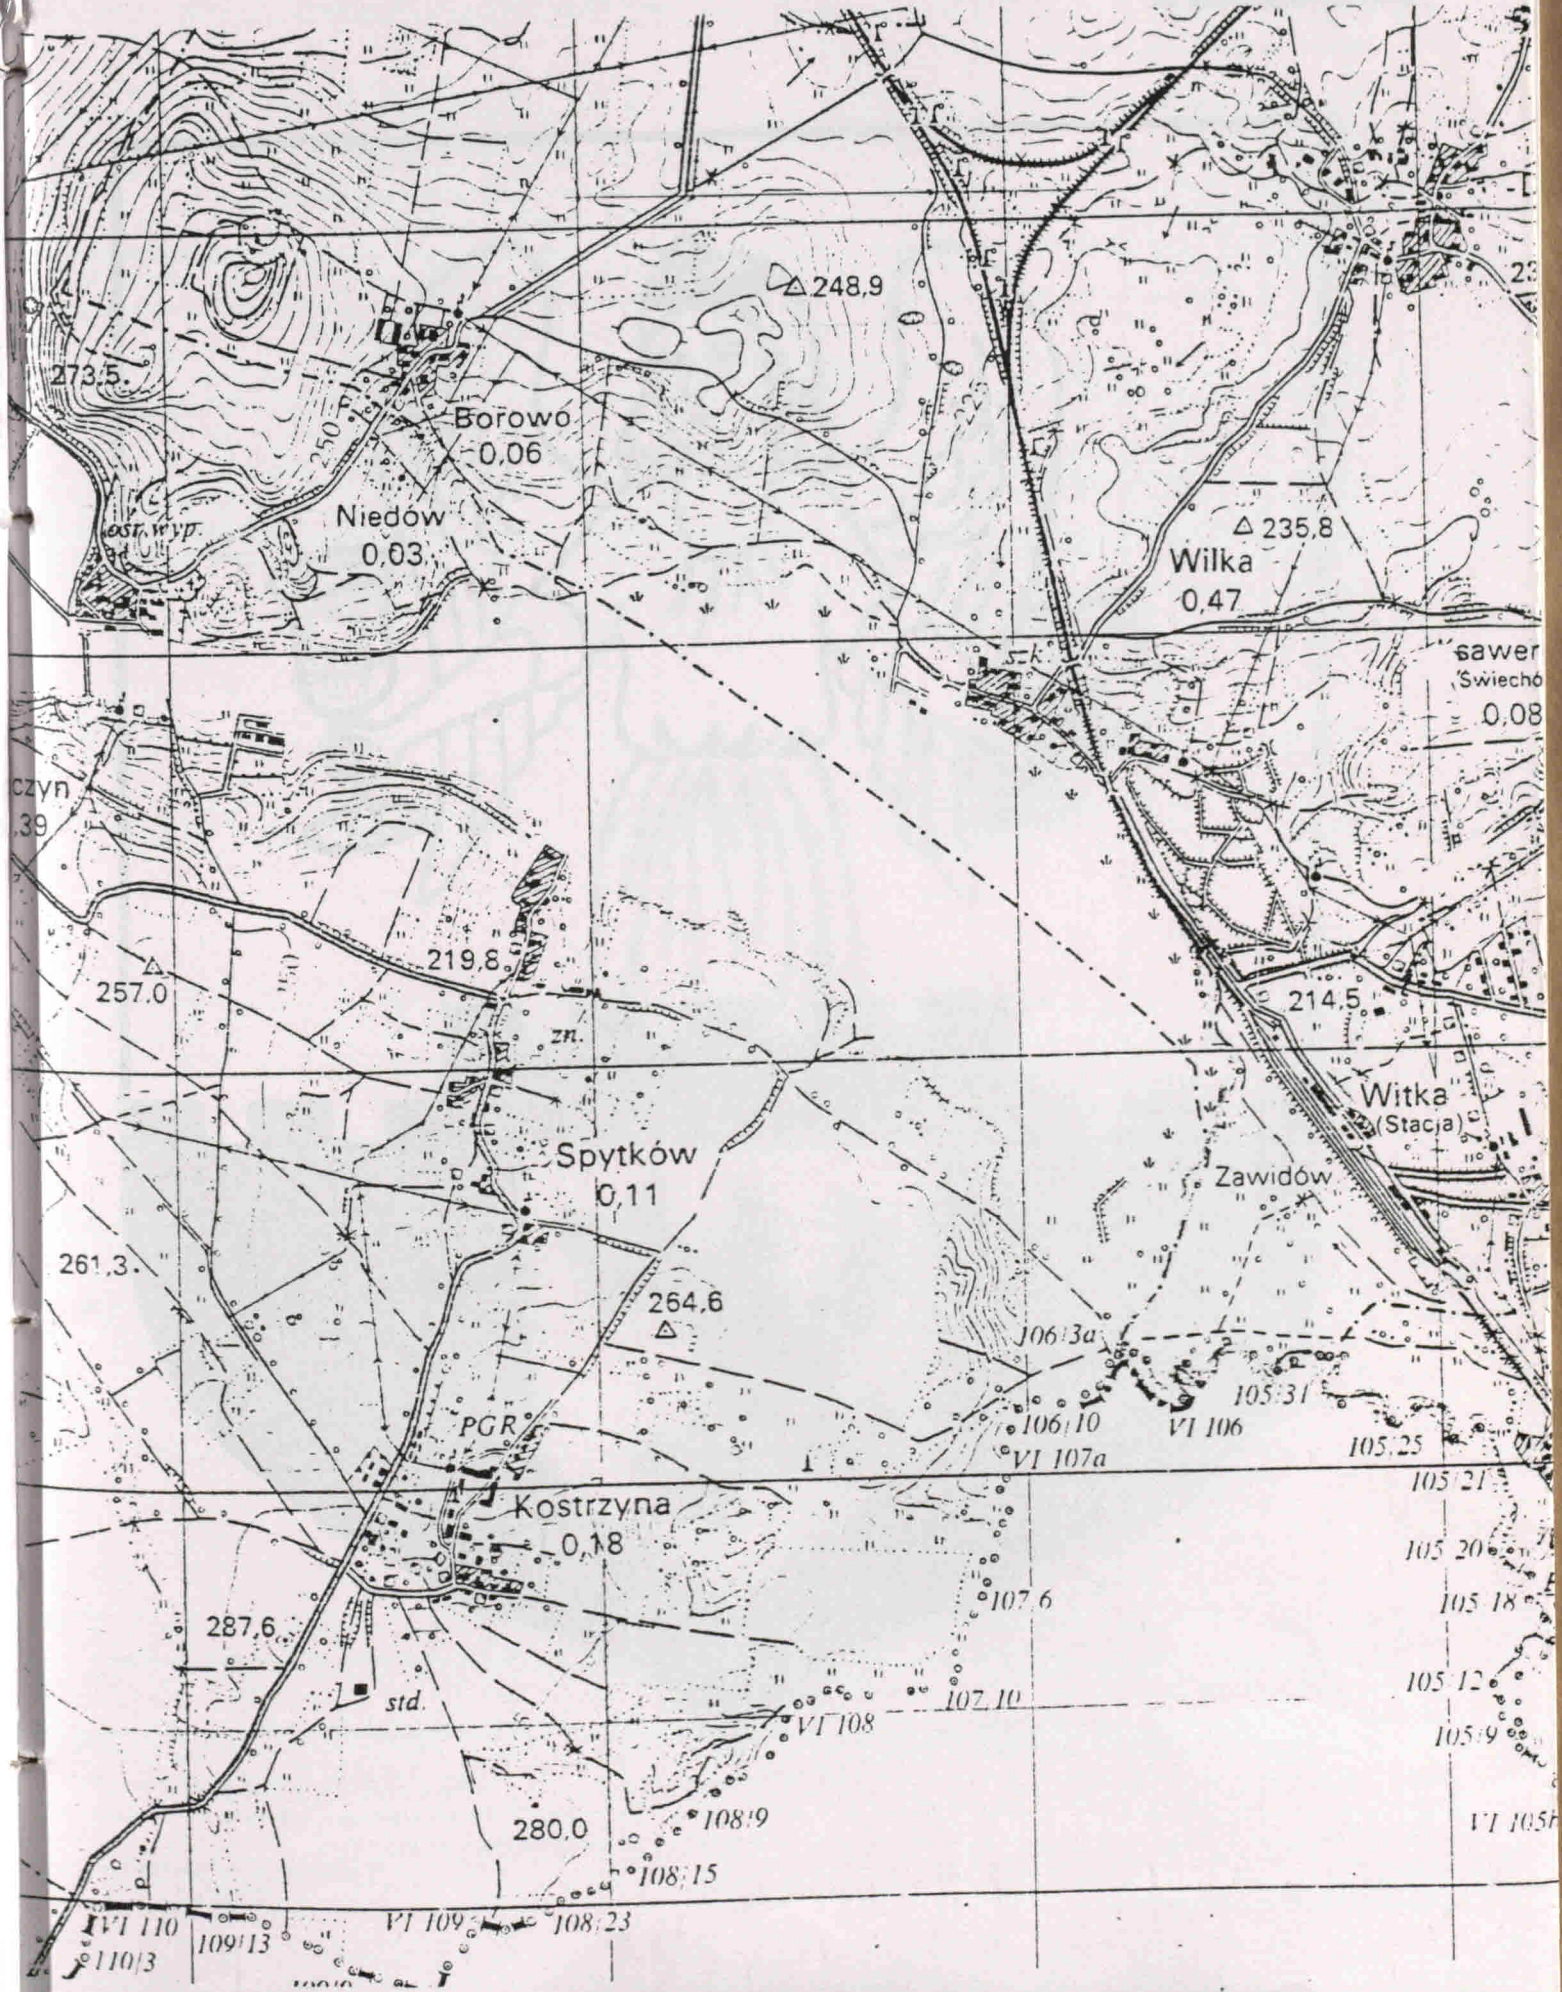 248,9
273,5
250
Borowo
0,06
ost. wyp.
Niedów
0,03
235,8
Wilka
0,47
Świechó
0,08
czyn
,39
219,8
257.0
zn.
214,5
Witka
(Stacja)
Spytków
0,11
Zawidów
261,3
264,6
106/3a
105/31
PGR
106/10
VI 106
105/25
VI 107a
105/21
Kostrzyna
0,18
105/20
107/6
105/18
287,6
105/12
std.
107/10
VI 108
105/9
280,0
108/9
VI 105
108/15
VI 110
109/13
VI 109
108/23
110/3